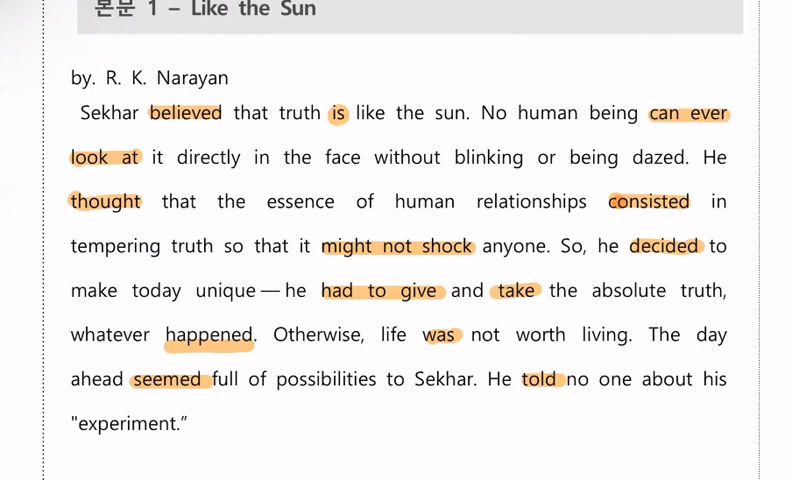 본문 1 – Like the Sun
by. R. K. Narayan
Sekhar believed that truth is like the sun. No human being can ever
look at it directly in the face without blinking or being dazed. He
thought that the essence of human relationships consisted in
tempering truth so that it might not shock anyone. So, he decided to
make today unique — he had to give and take the absolute truth,
whatever happened. Otherwise, life was not worth living. The day
ahead seemed full of possibilities to Sekhar. He told no one about his
"experiment.”